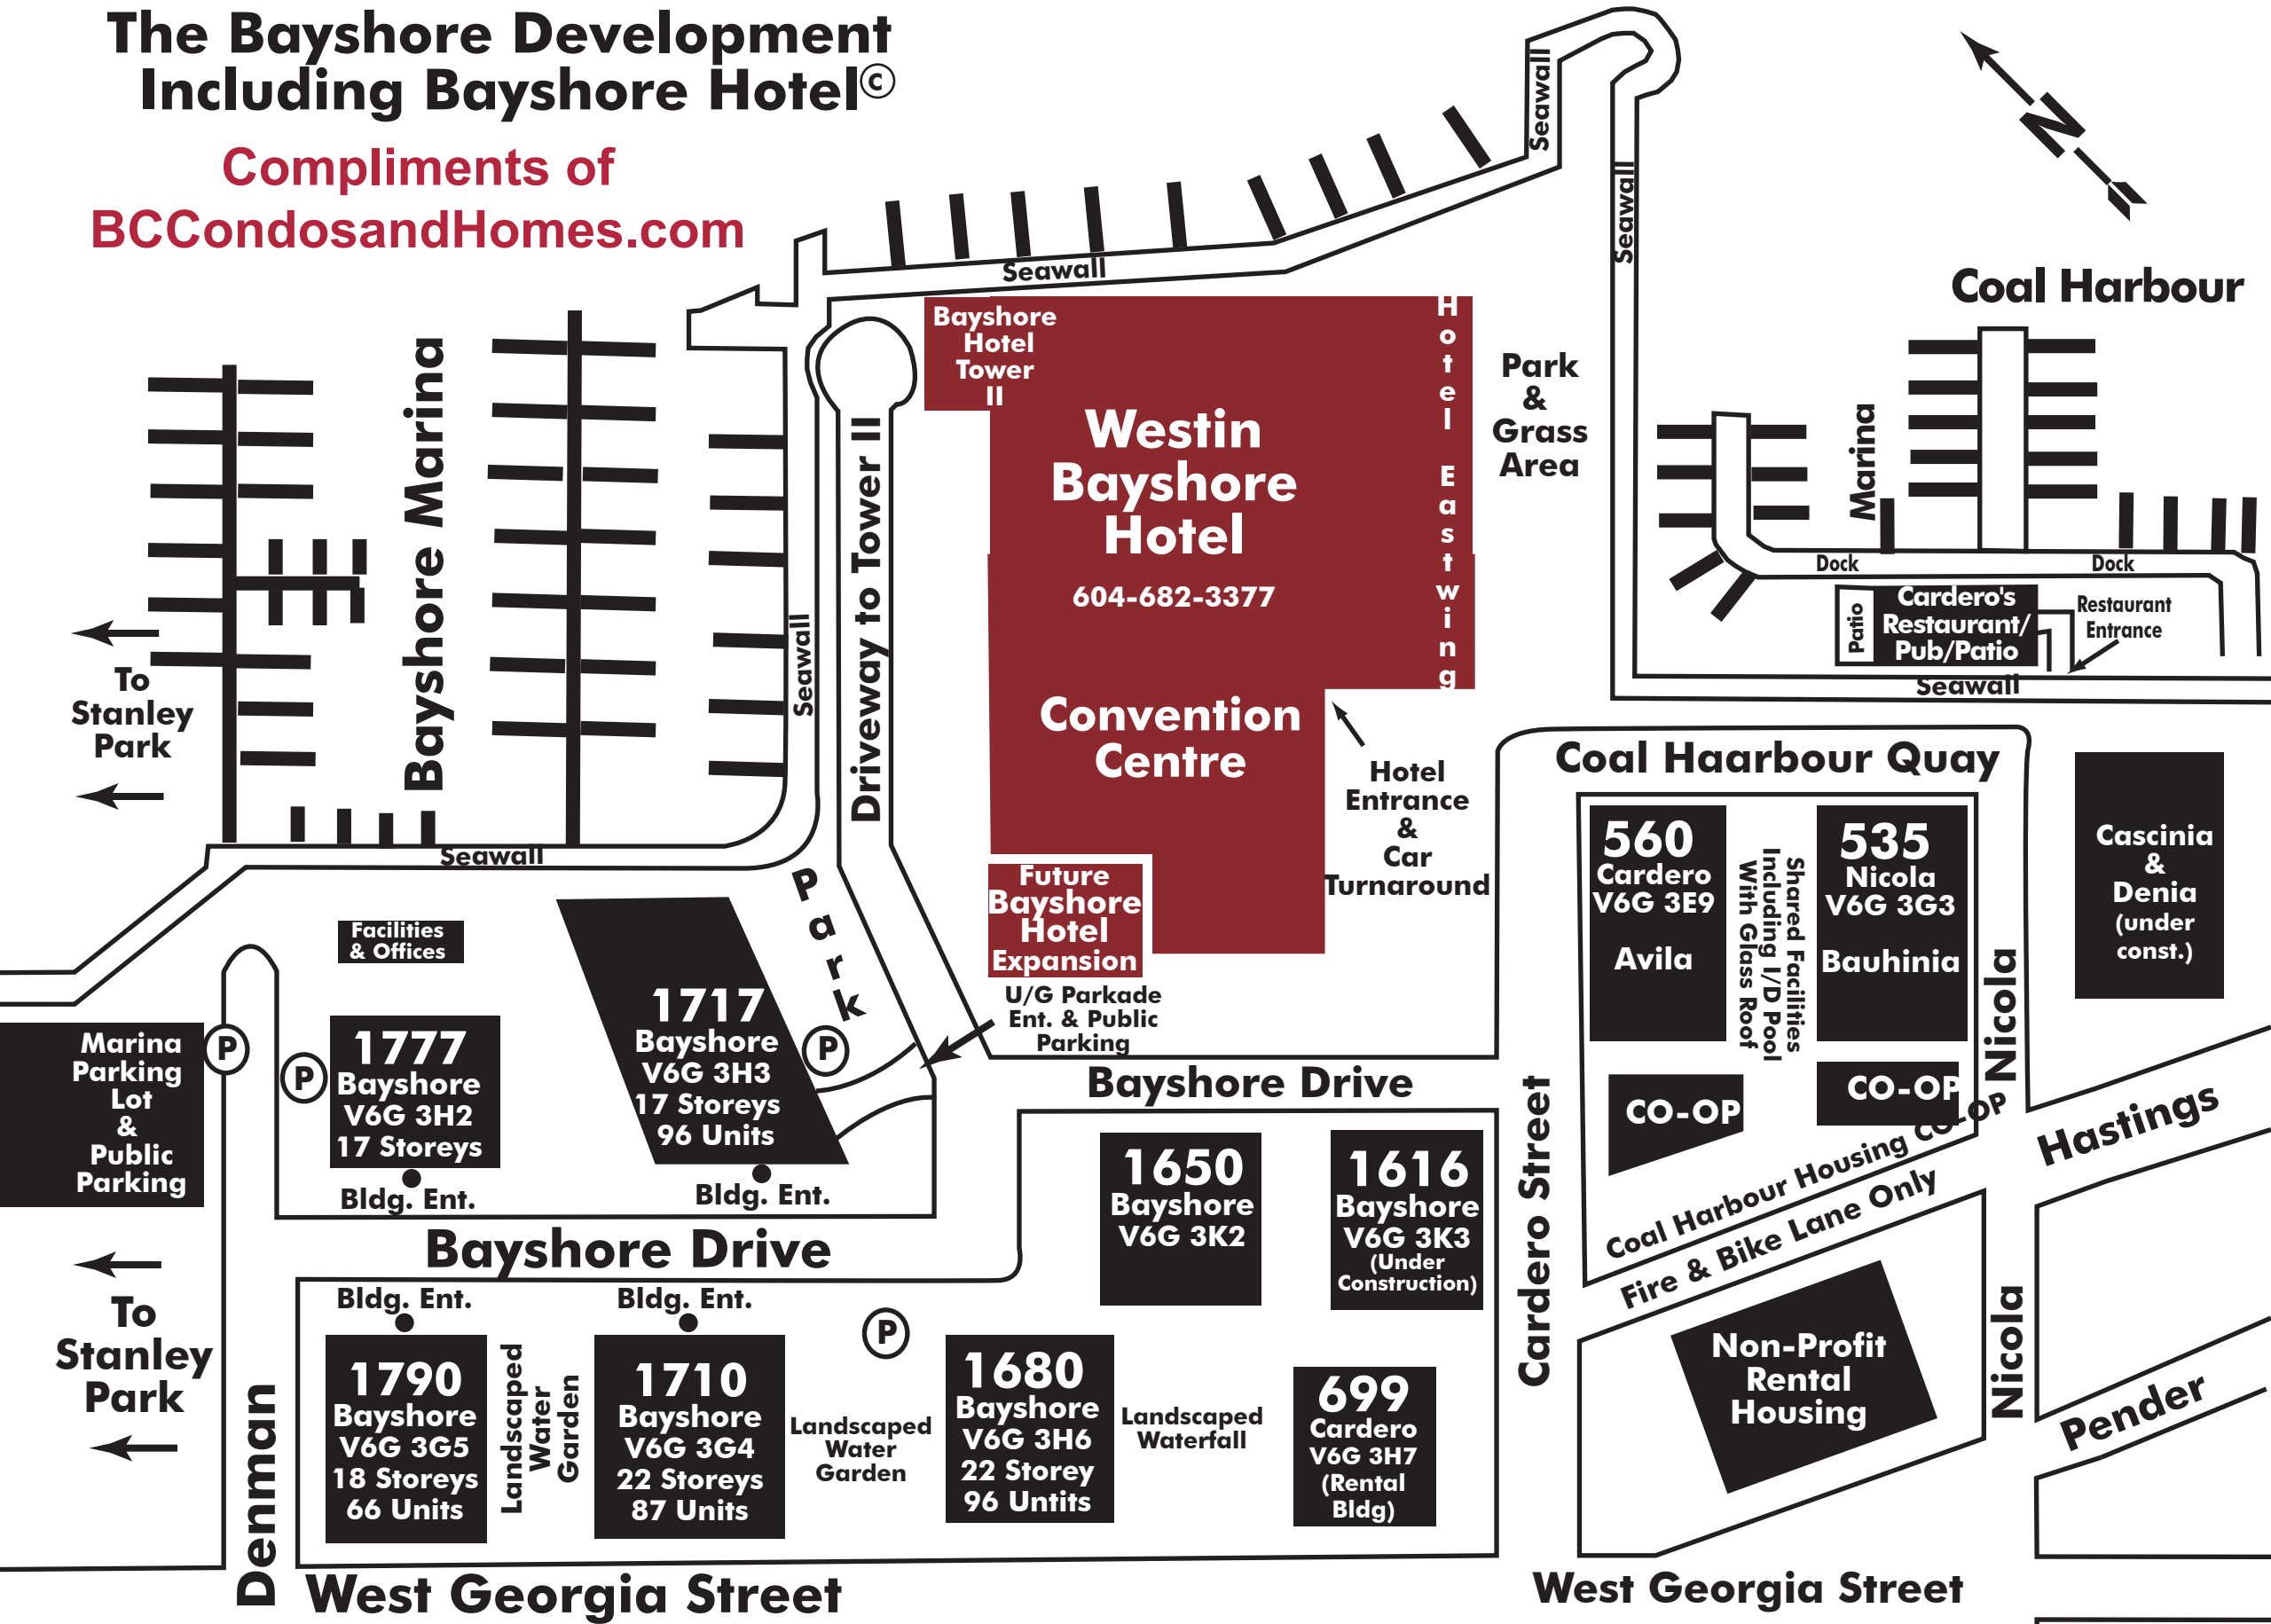 The Bayshore Development
Including Bayshore Hotel©
Compliments of
BCCondosandHomes.com
N
Coal Harbour
Seawall
Seawall
Seawall
Seawall
Bayshore
Hotel
Tower
II
Westin
Bayshore
Hotel
604-682-3377
Convention
Centre
Hotel Eastwing
Park
&
Grass
Area
Marina
Dock
Dock
Patio
Cardero's
Restaurant/
Pub/Patio
Restaurant
Entrance
Seawall
Bayshore Marina
Seawall
Driveway to Tower II
To
Stanley
Park
Seawall
Park
Hotel
Entrance
&
Car
Turnaround
Future
Bayshore
Hotel
Expansion
U/G Parkade
Ent. & Public
Parking
Coal Haarbour Quay
560
Cardero
V6G 3E9
Avila
Shared Facilities
Including I/D Pool
With Glass Roof
535
Nicola
V6G 3G3
Bauhinia
Cascinia
&
Denia
(under
const.)
Nicola
CO-OP
CO-OP
Coal Harbour Housing CO-OP
Fire & Bike Lane Only
Hastings
Facilities
& Offices
Marina
Parking
Lot
&
Public
Parking
P
P
1777
Bayshore
V6G 3H2
17 Storeys
Bldg. Ent.
1717
Bayshore
V6G 3H3
17 Storeys
96 Units
Bldg. Ent.
P
Bayshore Drive
Bayshore Drive
1650
Bayshore
V6G 3K2
1616
Bayshore
V6G 3K3
(Under
Construction)
Cardero Street
Non-Profit
Rental
Housing
Nicola
Pender
To
Stanley
Park
Denman
Bldg. Ent.
1790
Bayshore
V6G 3G5
18 Storeys
66 Units
Landscaped
Water
Garden
Bldg. Ent.
1710
Bayshore
V6G 3G4
22 Storeys
87 Units
P
Landscaped
Water
Garden
1680
Bayshore
V6G 3H6
22 Storey
96 Untits
Landscaped
Waterfall
699
Cardero
V6G 3H7
(Rental
Bldg)
West Georgia Street
West Georgia Street